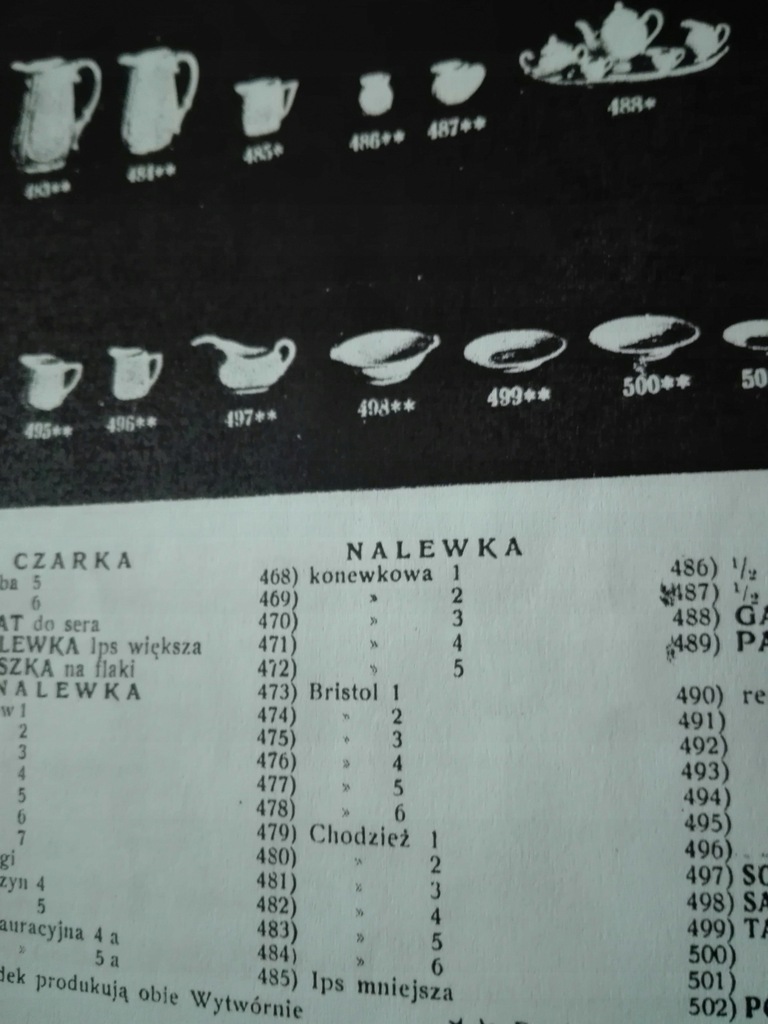 483** 484** 485* 486** 487** 488*
495** 496** 497** 498** 499** 500** 50
CZARKA
ba 5
6
AT do sera
LEWKA Ips większa
SZKA na flaki
NALEWKA
w 1
2
3
4
5
6
7
gi
zyn 4
5
auracyjna 4 a
» 5 a
dek produkują obie Wytwórnie
NALEWKA
468) konewkowa 1
469) » 2
470) » 3
471) » 4
472) » 5
473) Bristol 1
474) » 2
475) » 3
476) » 4
477) » 5
478) » 6
479) Chodzież 1
480) » 2
481) » 3
482) » 4
483) » 5
484) » 6
485) Ips mniejsza
486) ½
487) ½
488) GA
489) PA
490) re
491)
492)
493)
494)
495)
496)
497) SO
498) SA
499) TA
500)
501)
502) PO